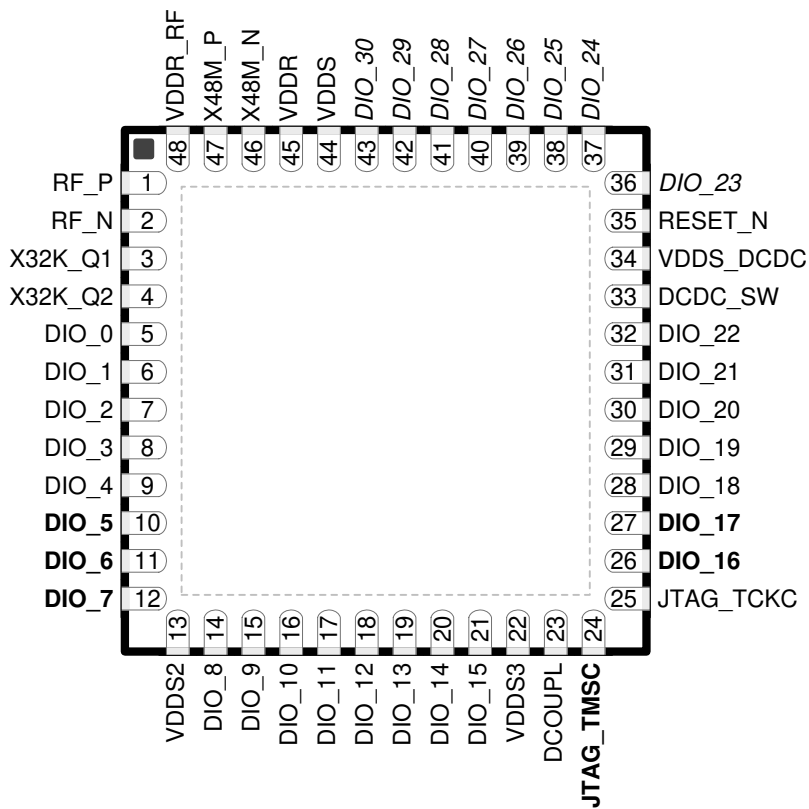 VDDR_RF
X48M_P
X48M_N
VDDR
VDDS
DIO_30
DIO_29
DIO_28
DIO_27
DIO_26
DIO_25
DIO_24
48 47 46 45 44 43 42 41 40 39 38 37
RF_P 1
RF_N 2
X32K_Q1 3
X32K_Q2 4
DIO_0 5
DIO_1 6
DIO_2 7
DIO_3 8
DIO_4 9
DIO_5 10
DIO_6 11
DIO_7 12
36 DIO_23
35 RESET_N
34 VDDS_DCDC
33 DCDC_SW
32 DIO_22
31 DIO_21
30 DIO_20
29 DIO_19
28 DIO_18
27 DIO_17
26 DIO_16
25 JTAG_TCKC
13 14 15 16 17 18 19 20 21 22 23 24
VDDS2
DIO_8
DIO_9
DIO_10
DIO_11
DIO_12
DIO_13
DIO_14
DIO_15
VDDS3
DCOUPL
JTAG_TMSC